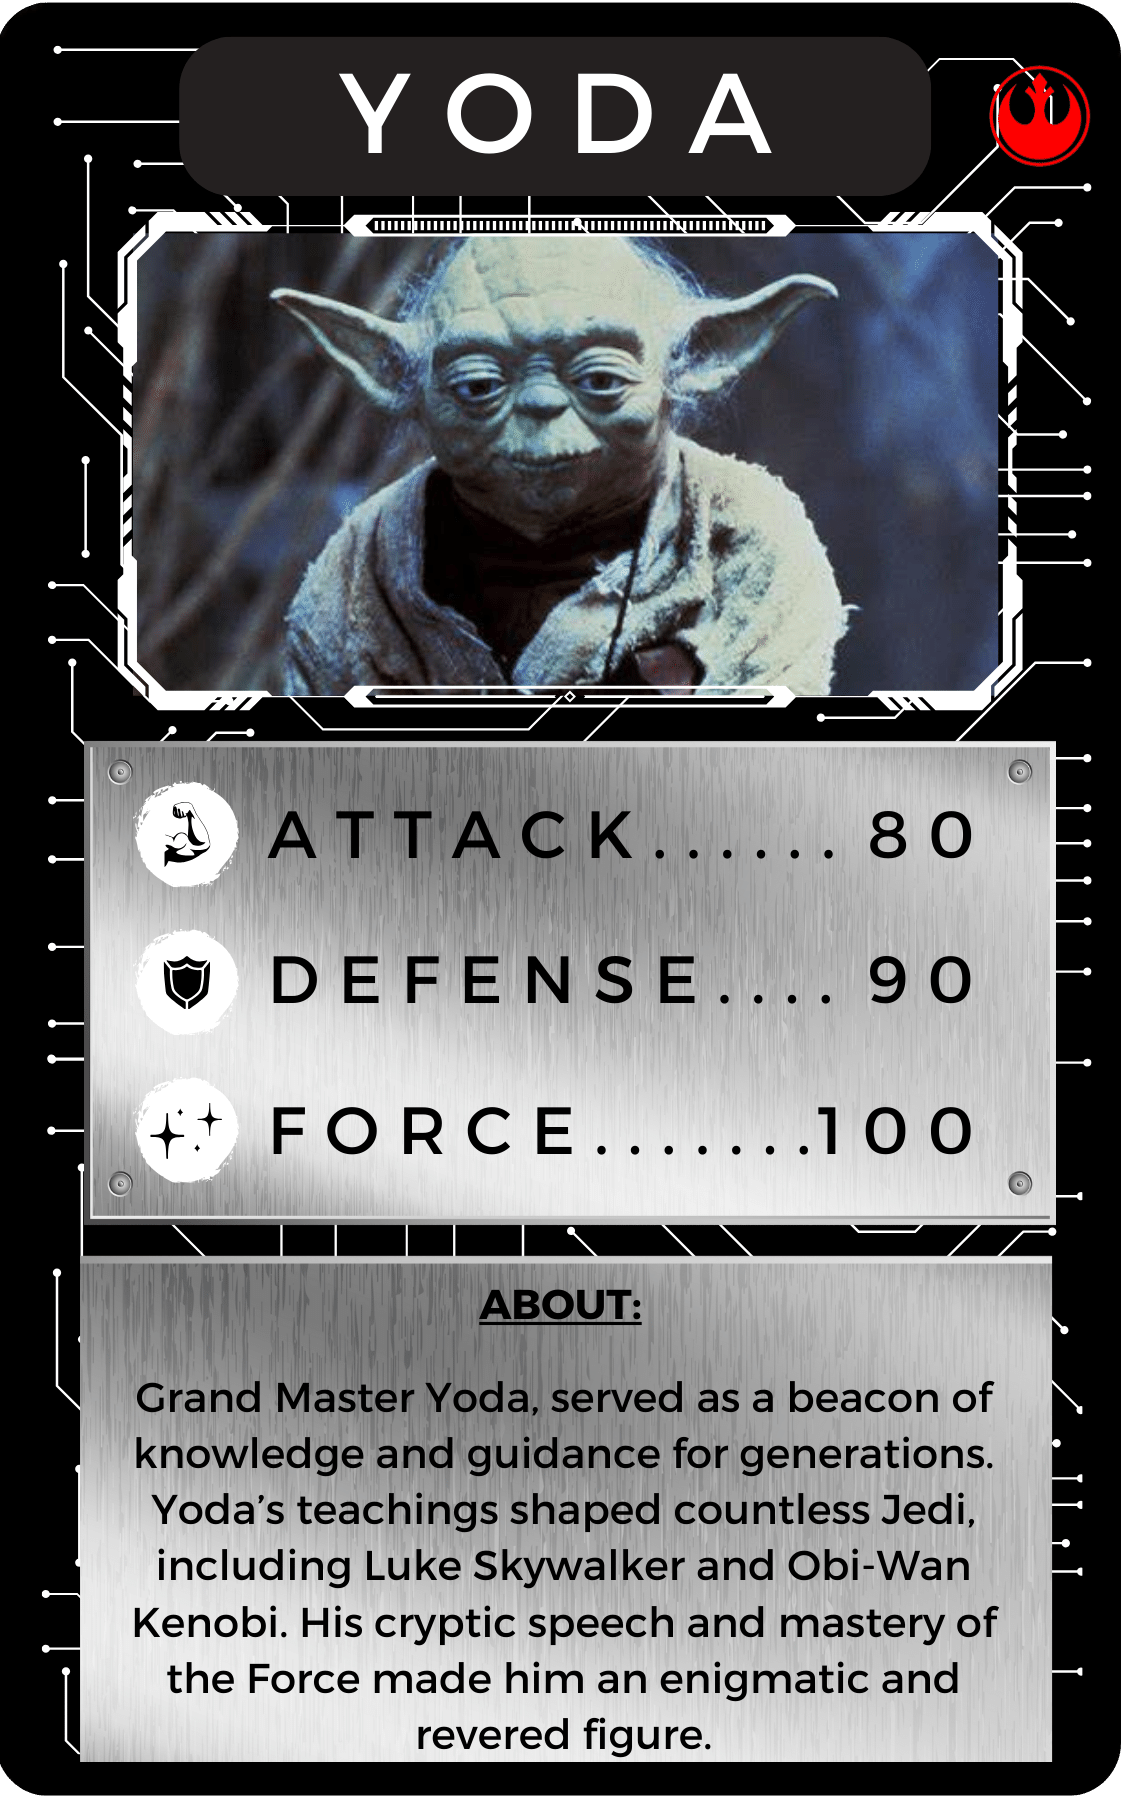 YODA
ATTACK...... 80
DEFENSE.... 90
FORCE.......100
ABOUT:
Grand Master Yoda, served as a beacon of
knowledge and guidance for generations.
Yoda’s teachings shaped countless Jedi,
including Luke Skywalker and Obi-Wan
Kenobi. His cryptic speech and mastery of
the Force made him an enigmatic and
revered figure.